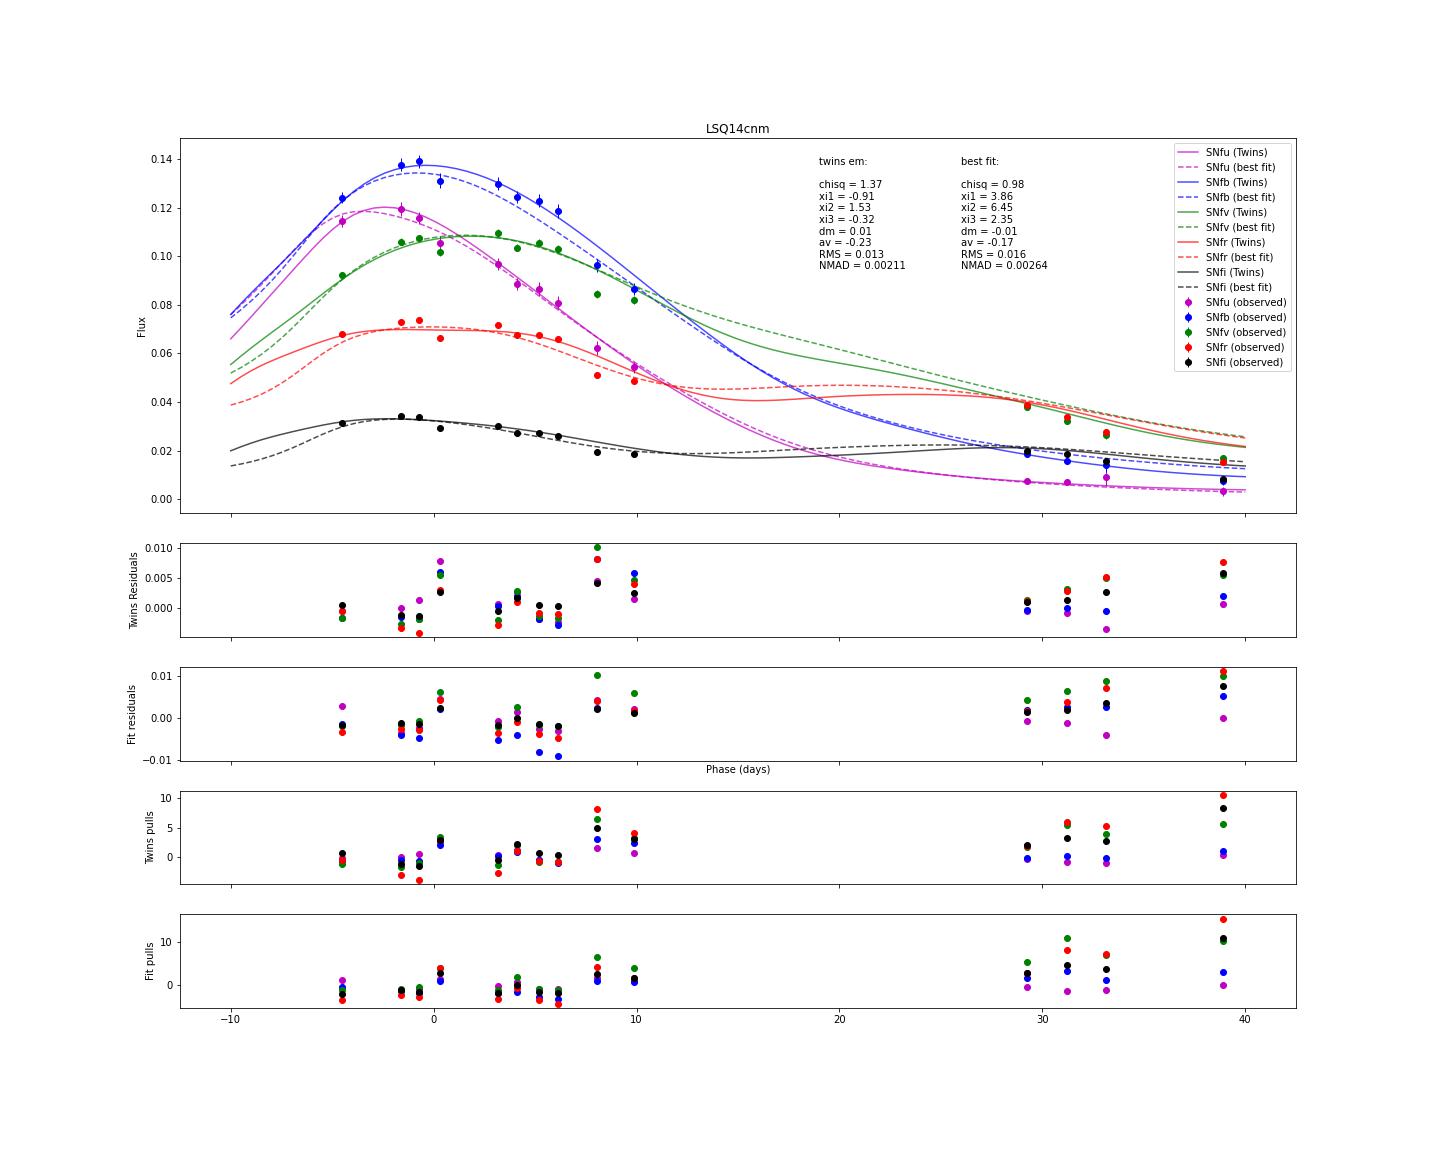 LSQ14cnm
Flux
0.14
0.12
0.10
0.08
0.06
0.04
0.02
0.00
twins em:
chisq = 1.37
xi1 = -0.91
xi2 = 1.53
xi3 = -0.32
dm = 0.01
av = -0.23
RMS = 0.013
NMAD = 0.00211
best fit:
chisq = 0.98
xi1 = 3.86
xi2 = 6.45
xi3 = 2.35
dm = -0.01
av = -0.17
RMS = 0.016
NMAD = 0.00264
SNfu (Twins)
SNfu (best fit)
SNfb (Twins)
SNfb (best fit)
SNfv (Twins)
SNfv (best fit)
SNfr (Twins)
SNfr (best fit)
SNfi (Twins)
SNfi (best fit)
SNfu (observed)
SNfb (observed)
SNfv (observed)
SNfr (observed)
SNfi (observed)
Twins Residuals
0.010
0.005
0.000
Fit residuals
0.01
0.00
−0.01
Phase (days)
Twins pulls
10
5
0
Fit pulls
10
0
−10 0 10 20 30 40